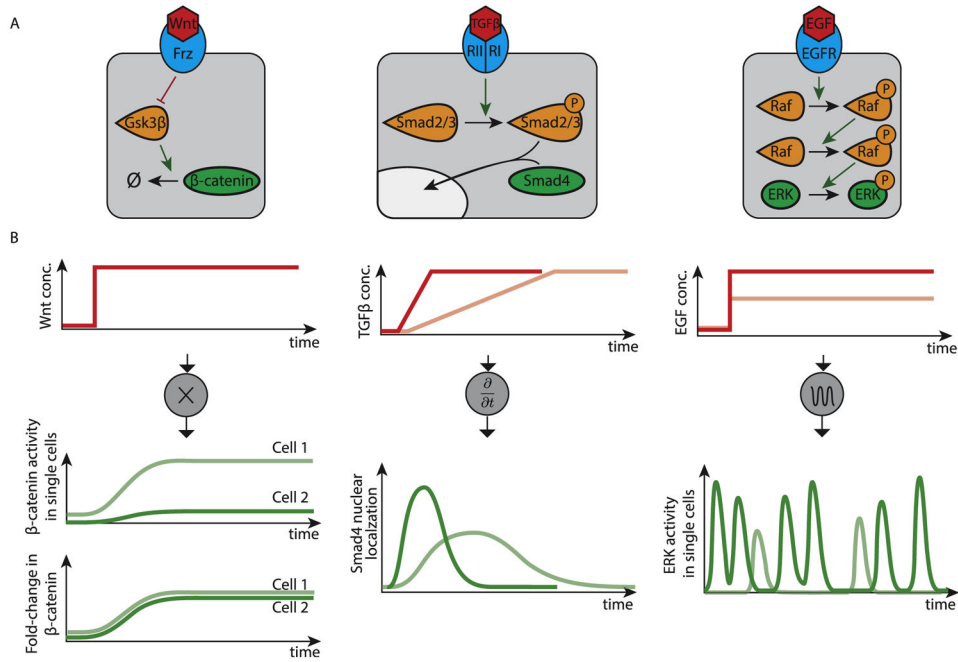 A
Wnt
Frz
Gsk3β
Ø
β-catenin
TGFβ
RII RI
Smad2/3
P
Smad2/3
Smad4
EGF
EGFR
Raf
Raf
P
Raf
Raf
P
ERK
ERK
P
B
Wnt conc.
time
TGFβ conc.
time
EGF conc.
time
×
∂
∂t
β-catenin activity
in single cells
Cell 1
Cell 2
time
Fold-change in
β-catenin
Cell 1
Cell 2
time
Smad4 nuclear
localzation
time
ERK activity
in single cells
time